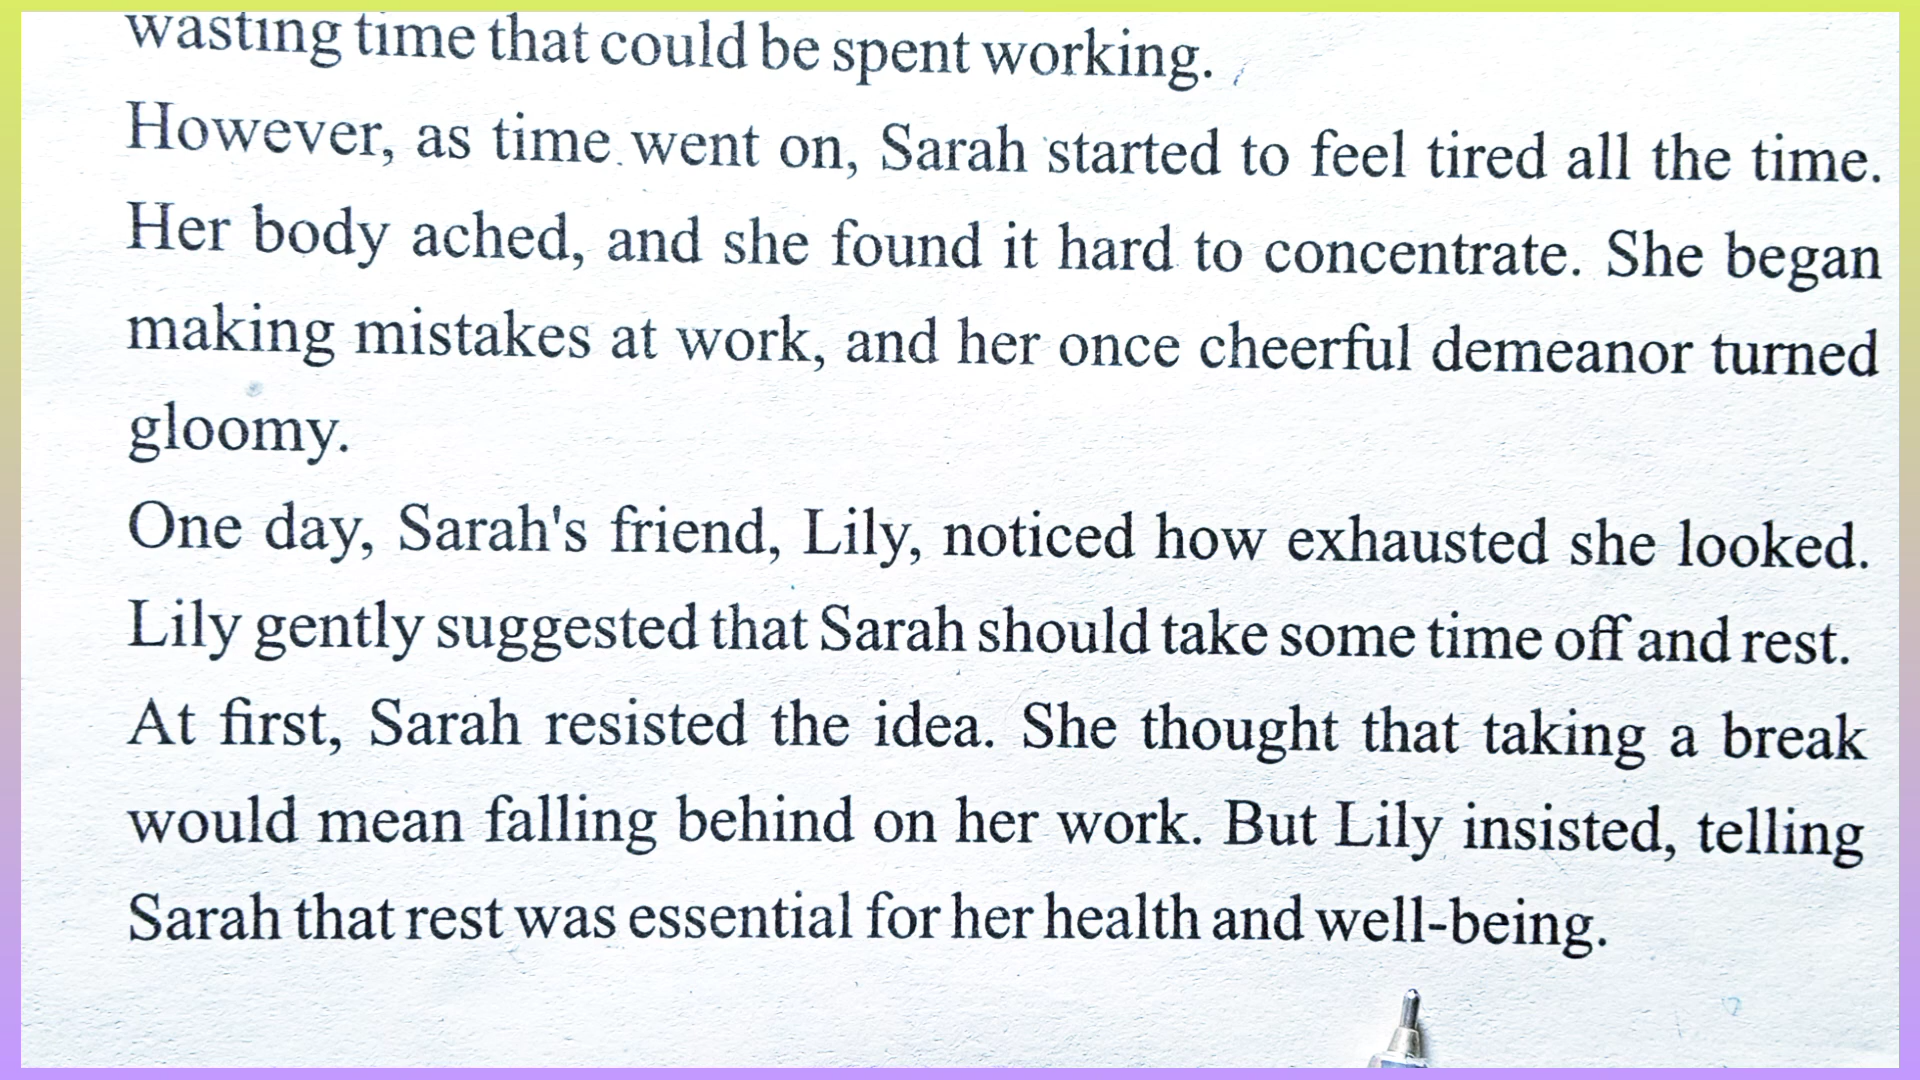 wasting time that could be spent working.
However, as time went on, Sarah started to feel tired all the time.
Her body ached, and she found it hard to concentrate. She began
making mistakes at work, and her once cheerful demeanor turned
gloomy.
One day, Sarah's friend, Lily, noticed how exhausted she looked.
Lily gently suggested that Sarah should take some time off and rest.
At first, Sarah resisted the idea. She thought that taking a break
would mean falling behind on her work. But Lily insisted, telling
Sarah that rest was essential for her health and well-being.